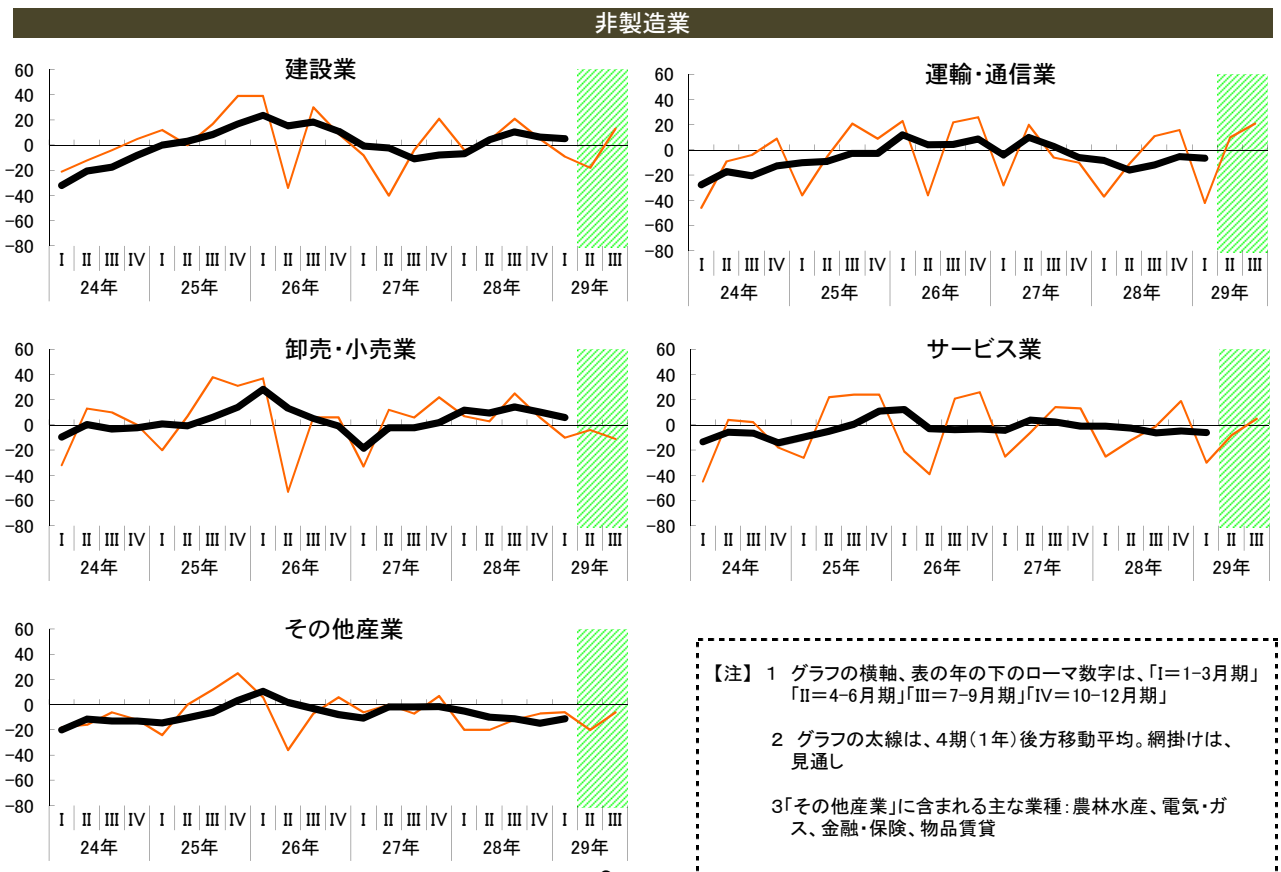 非製造業
建設業
60
40
20
0
-20
-40
-60
-80
I II III IV I II III IV I II III IV I II III IV I II III IV I II III
24年 25年 26年 27年 28年 29年
運輸・通信業
60
40
20
0
-20
-40
-60
-80
I II III IV I II III IV I II III IV I II III IV I II III IV I II III
24年 25年 26年 27年 28年 29年
卸売・小売業
60
40
20
0
-20
-40
-60
-80
I II III IV I II III IV I II III IV I II III IV I II III IV I II III
24年 25年 26年 27年 28年 29年
サービス業
60
40
20
0
-20
-40
-60
-80
I II III IV I II III IV I II III IV I II III IV I II III IV I II III
24年 25年 26年 27年 28年 29年
その他産業
60
40
20
0
-20
-40
-60
-80
I II III IV I II III IV I II III IV I II III IV I II III IV I II III
24年 25年 26年 27年 28年 29年
【注】 1 グラフの横軸、表の年の下のローマ数字は、「I=1-3月期」
「II=4-6月期」「III=7-9月期」「IV=10-12月期」
2 グラフの太線は、4期(1年)後方移動平均。網掛けは、
見通し
3「その他産業」に含まれる主な業種:農林水産、電気・ガ
ス、金融・保険、物品賃貸